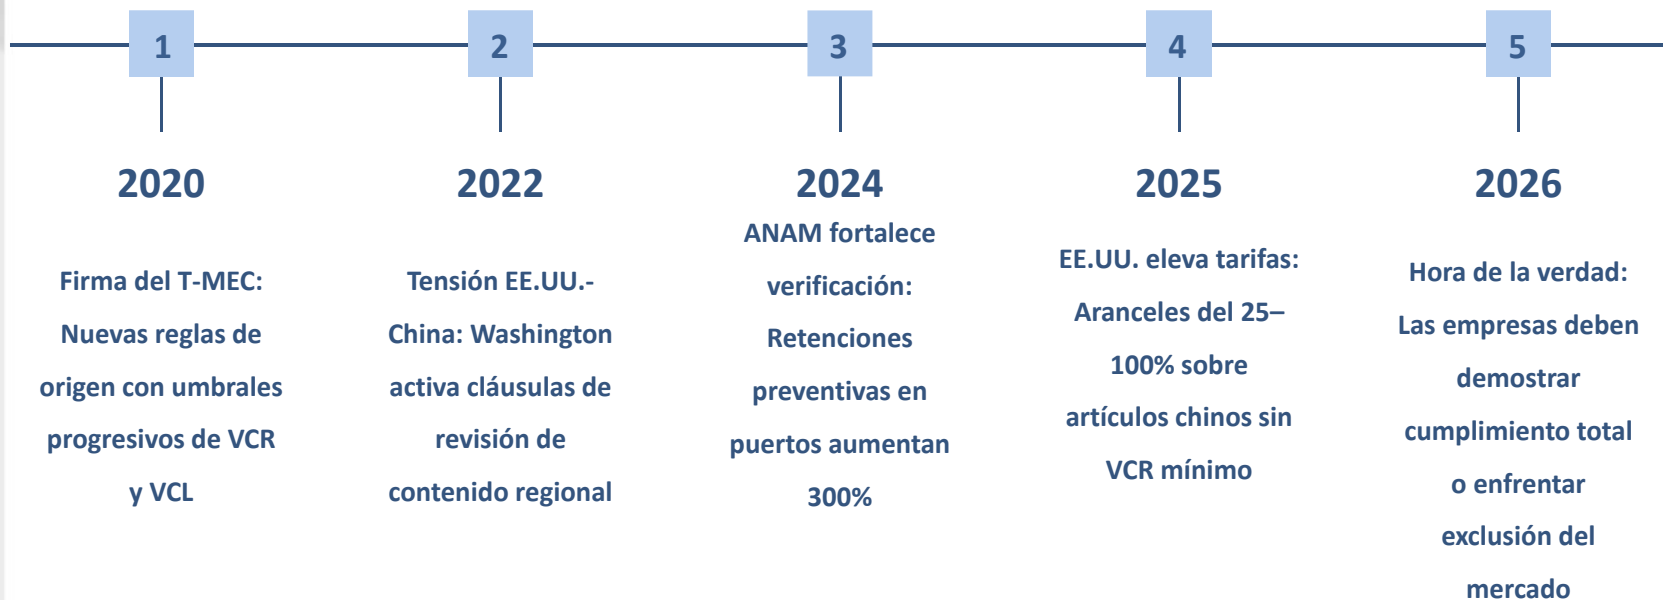 1
2020
Firma del T-MEC:
Nuevas reglas de
origen con umbrales
progresivos de VCR
y VCL
2
2022
Tensión EE.UU.-
China: Washington
activa cláusulas de
revisión de
contenido regional
3
2024
ANAM fortalece
verificación:
Retenciones
preventivas en
puertos aumentan
300%
4
2025
EE.UU. eleva tarifas:
Aranceles del 25–
100% sobre
artículos chinos sin
VCR mínimo
5
2026
Hora de la verdad:
Las empresas deben
demostrar
cumplimiento total
o enfrentar
exclusión del
mercado